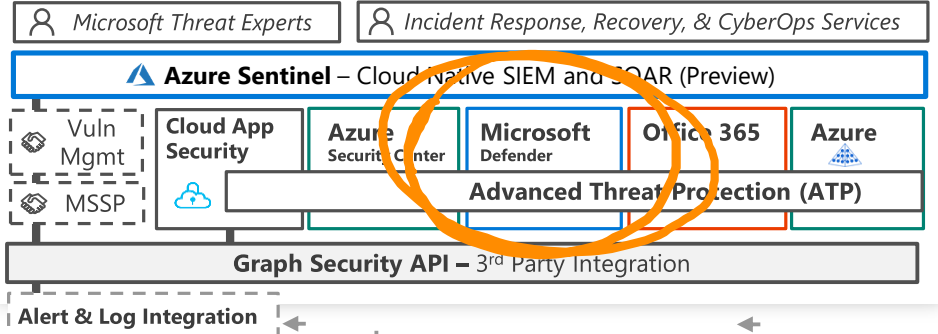 Microsoft Threat Experts
Incident Response, Recovery, & CyberOps Services
Azure Sentinel – Cloud Native SIEM and SOAR (Preview)
Vuln
Mgmt
MSSP
Cloud App
Security
Azure
Security Center
Microsoft
Defender
Office 365
Azure
Advanced Threat Protection (ATP)
Graph Security API – 3rd Party Integration
Alert & Log Integration